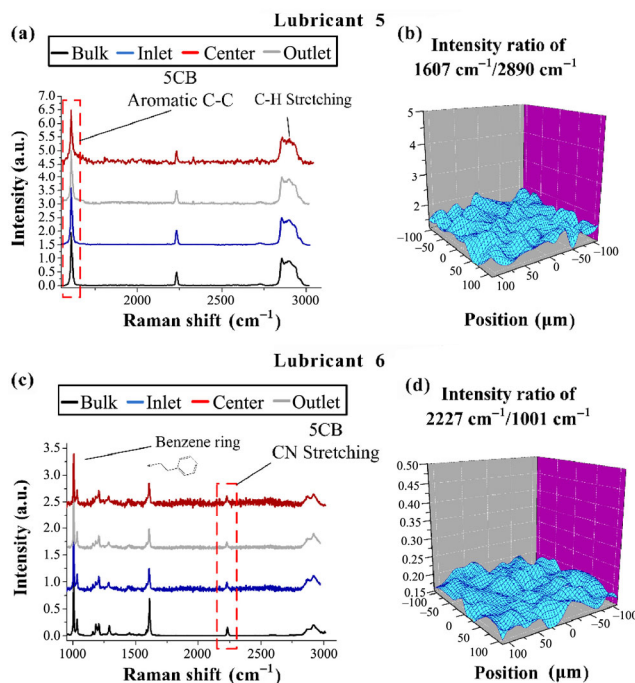 Lubricant 5
(a)
Bulk Inlet Center Outlet
5CB
Aromatic C-C
C-H Stretching
7.0
6.5
6.0
5.5
5.0
4.5
4.0
3.5
3.0
2.5
2.0
1.5
1.0
0.5
0.0
Intensity (a.u.)
2000 2500 3000
Raman shift (cm⁻¹)
(b)
Intensity ratio of
1607 cm⁻¹/2890 cm⁻¹
5
4
3
2
−100
−50
0
50
100
−100
−50
0
50
100
Position (μm)
Lubricant 6
(c)
Bulk Inlet Center Outlet
5CB
Benzene ring
CN Stretching
3.5
3.0
2.5
2.0
1.5
1.0
0.5
0.0
Intensity (a.u.)
1000 1500 2000 2500 3000
Raman shift (cm⁻¹)
(d)
Intensity ratio of
2227 cm⁻¹/1001 cm⁻¹
0.50
0.45
0.40
0.35
0.30
0.25
0.20
0.15
−100
−50
0
50
100
−100
−50
0
50
100
Position (μm)